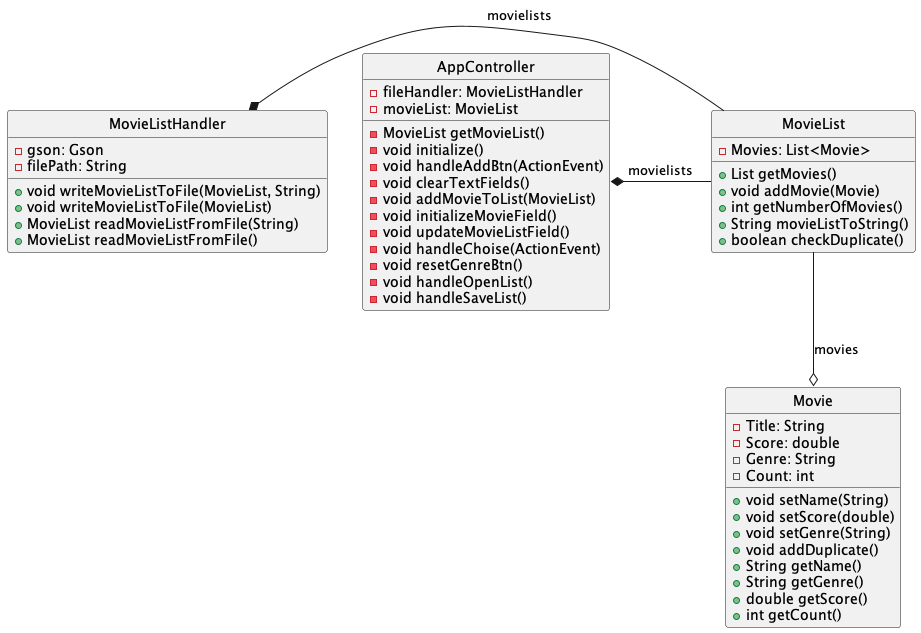 movielists
MovieListHandler
gson: Gson
filePath: String
void writeMovieListToFile(MovieList, String)
void writeMovieListToFile(MovieList)
MovieList readMovieListFromFile(String)
MovieList readMovieListFromFile()
AppController
fileHandler: MovieListHandler
movieList: MovieList
MovieList getMovieList()
void initialize()
void handleAddBtn(ActionEvent)
void clearTextFields()
void addMovieToList(MovieList)
void initializeMovieField()
void updateMovieListField()
void handleChoise(ActionEvent)
void resetGenreBtn()
void handleOpenList()
void handleSaveList()
movielists
MovieList
Movies: List<Movie>
List getMovies()
void addMovie(Movie)
int getNumberOfMovies()
String movieListToString()
boolean checkDuplicate()
movies
Movie
Title: String
Score: double
Genre: String
Count: int
void setName(String)
void setScore(double)
void setGenre(String)
void addDuplicate()
String getName()
String getGenre()
double getScore()
int getCount()